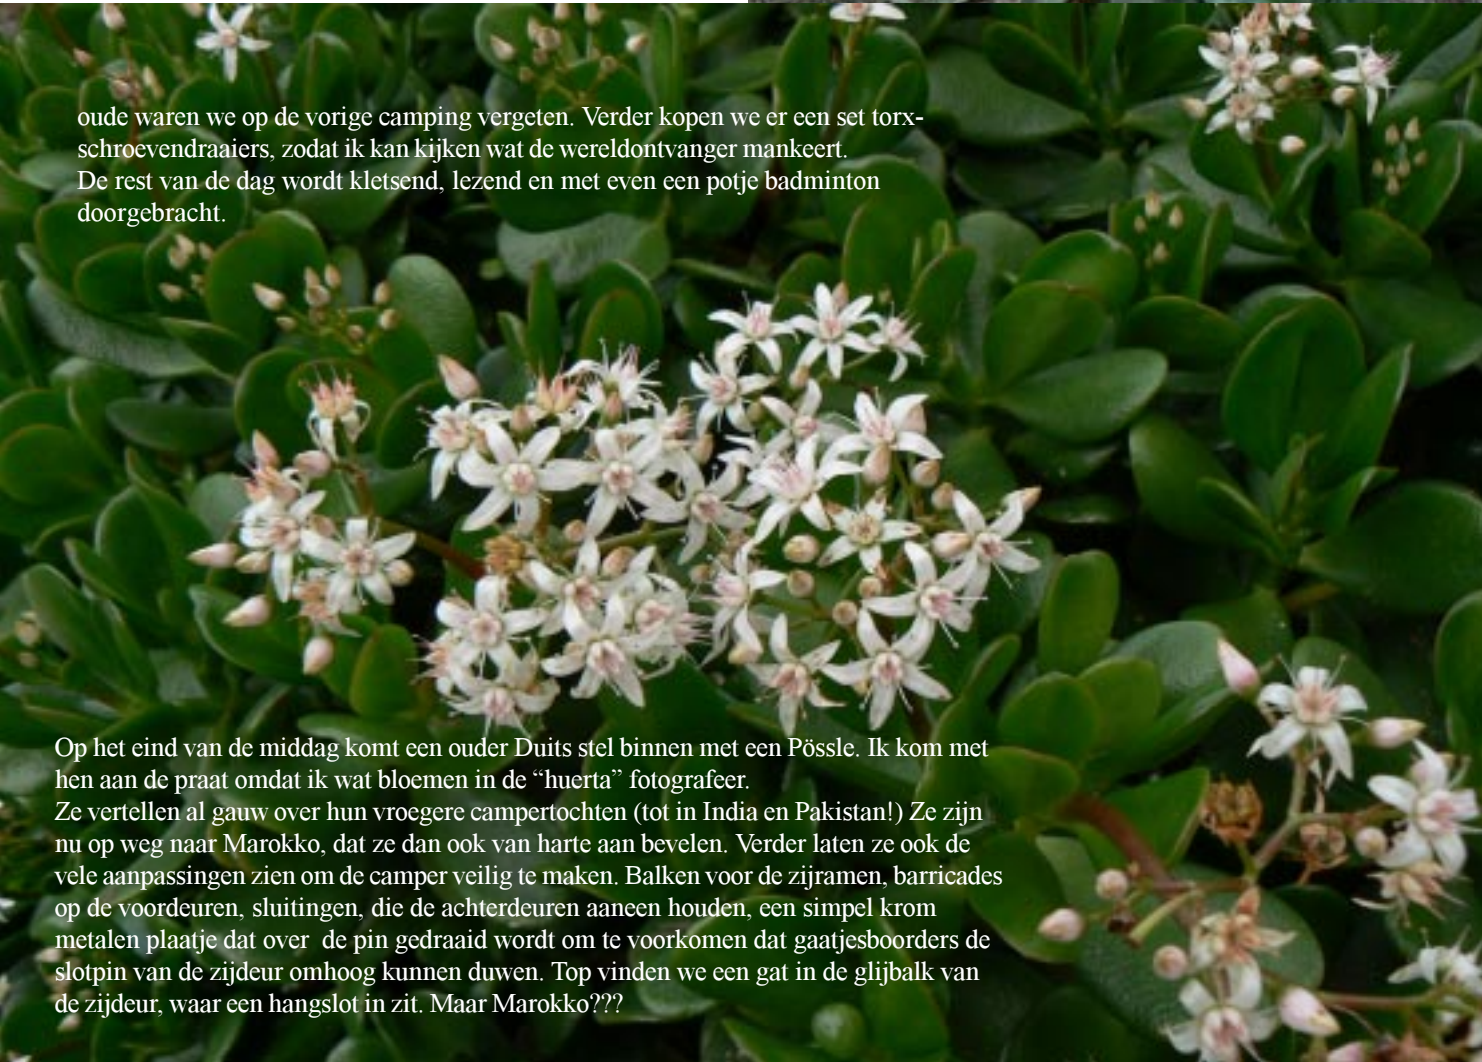 oude waren we op de vorige camping vergeten. Verder kopen we er een set torx-
schroevendraaiers, zodat ik kan kijken wat de wereldontvanger mankeert.
De rest van de dag wordt kletsend, lezend en met even een potje badminton
doorgebracht.
Op het eind van de middag komt een ouder Duits stel binnen met een Pössle. Ik kom met
hen aan de praat omdat ik wat bloemen in de “huerta” fotografeer.
Ze vertellen al gauw over hun vroegere campertochten (tot in India en Pakistan!) Ze zijn
nu op weg naar Marokko, dat ze dan ook van harte aan bevelen. Verder laten ze ook de
vele aanpassingen zien om de camper veilig te maken. Balken voor de zijramen, barricades
op de voordeuren, sluitingen, die de achterdeuren aaneen houden, een simpel krom
metalen plaatje dat over  de pin gedraaid wordt om te voorkomen dat gaatjesboorders de
slotpin van de zijdeur omhoog kunnen duwen. Top vinden we een gat in de glijbalk van
de zijdeur, waar een hangslot in zit. Maar Marokko???